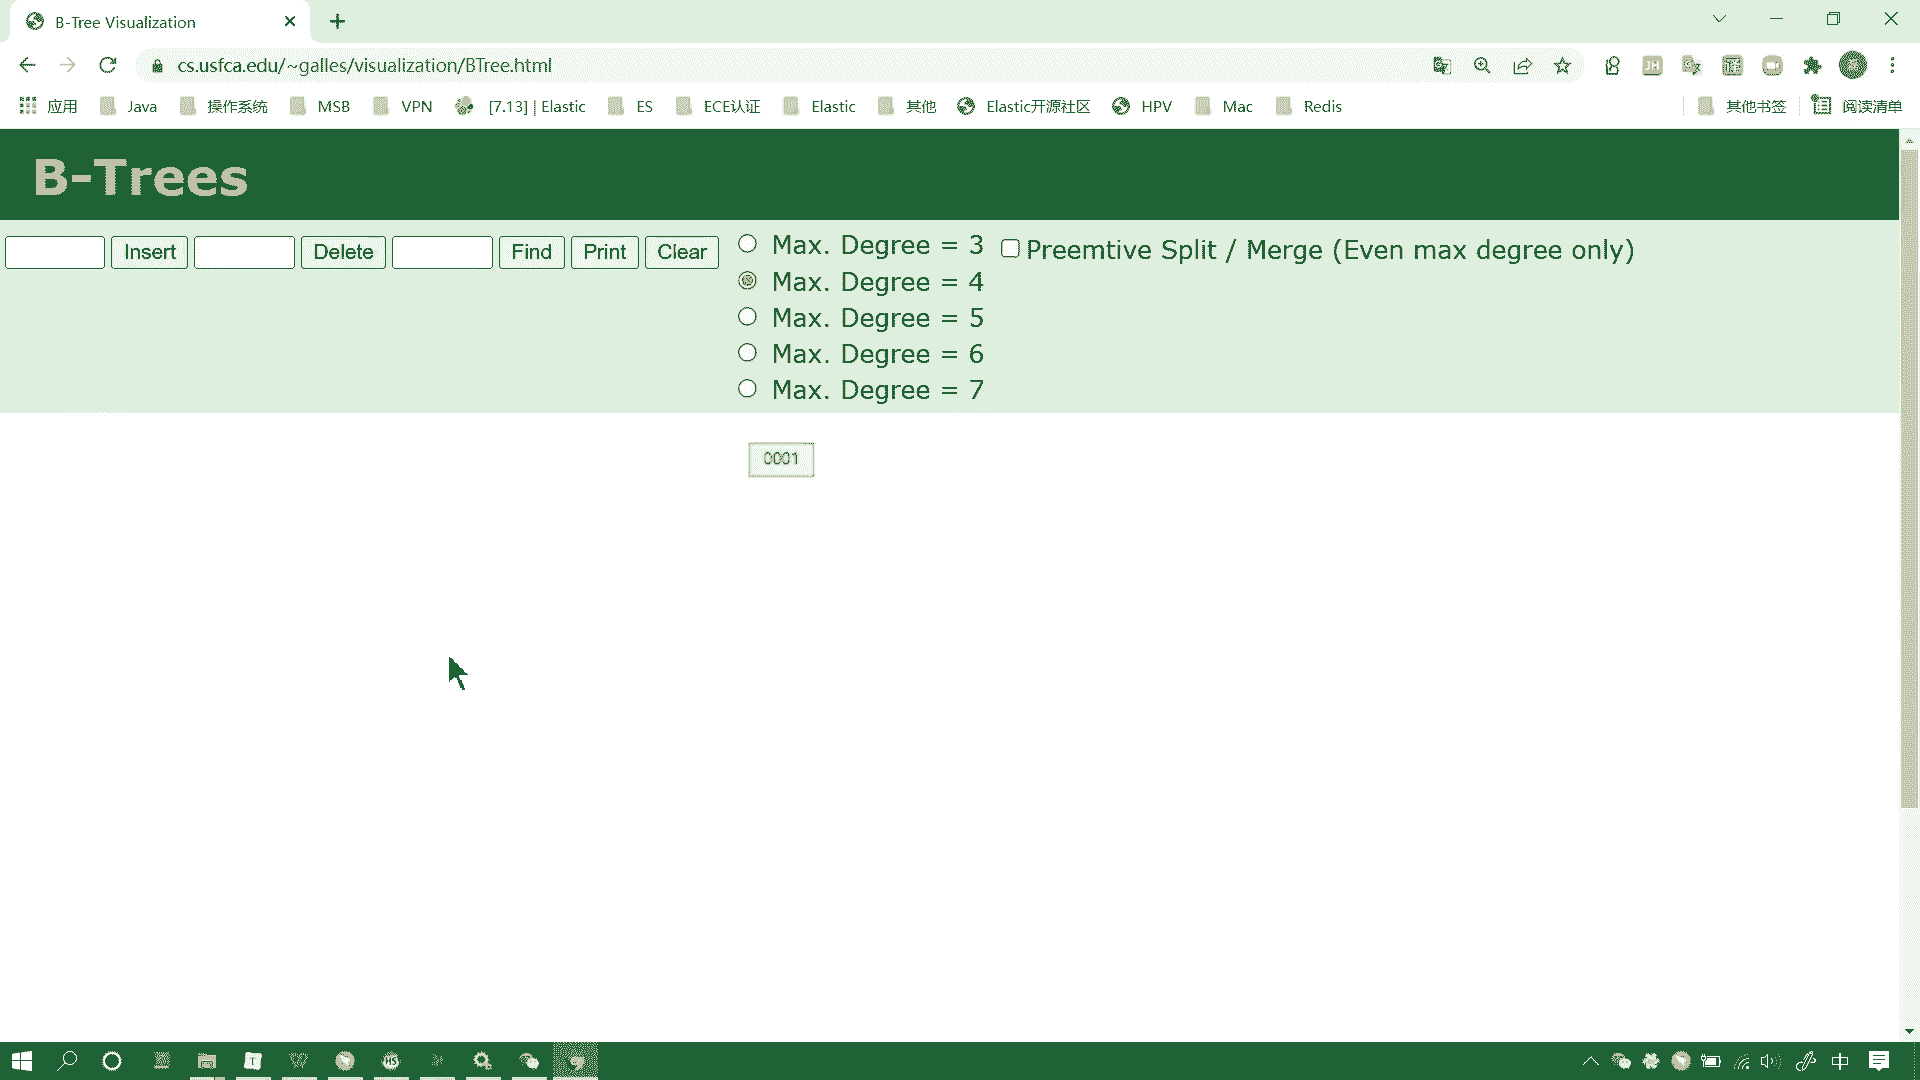 B-Tree Visualization
cs.usfca.edu/~galles/visualization/BTree.html
应用 Java 操作系统 MSB VPN [7.13] | Elastic ES ECE认证 Elastic 其他 Elastic开源社区 HPV Mac Redis 其他书签 阅读清单
B-Trees
Insert Delete Find Print Clear
Max. Degree = 3 Preemtive Split / Merge (Even max degree only)
Max. Degree = 4
Max. Degree = 5
Max. Degree = 6
Max. Degree = 7
0001
中